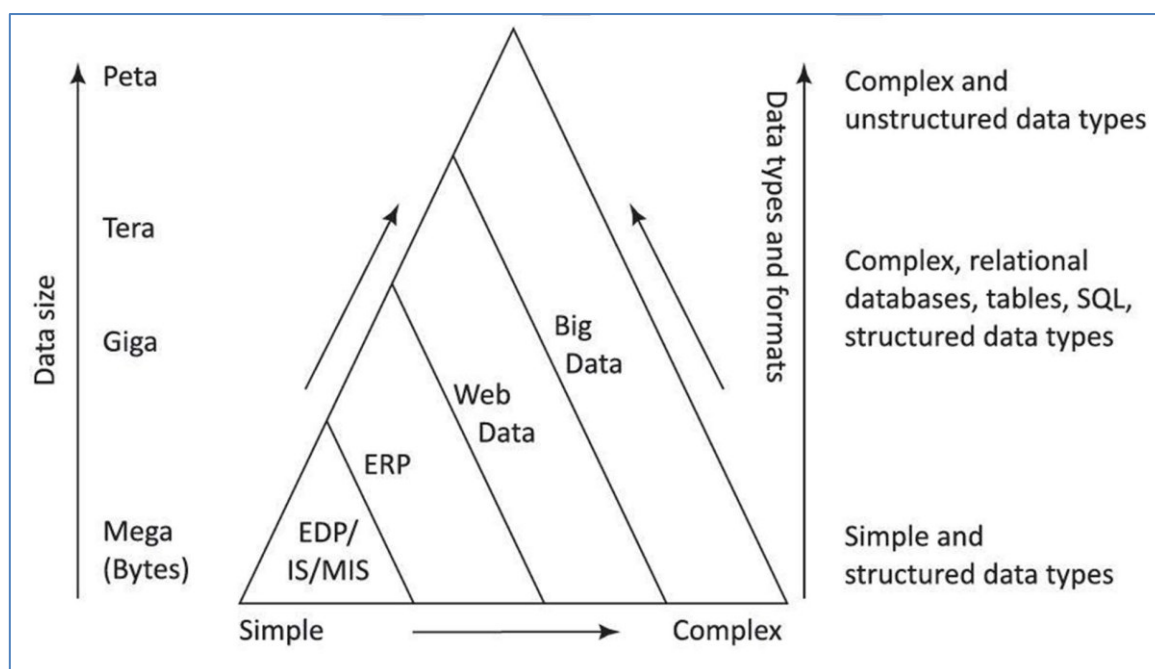 Peta
Tera
Giga
Mega
(Bytes)
Data size
EDP/
IS/MIS
ERP
Web
Data
Big
Data
Simple
Complex
Data types and formats
Complex and
unstructured data types
Complex, relational
databases, tables, SQL,
structured data types
Simple and
structured data types